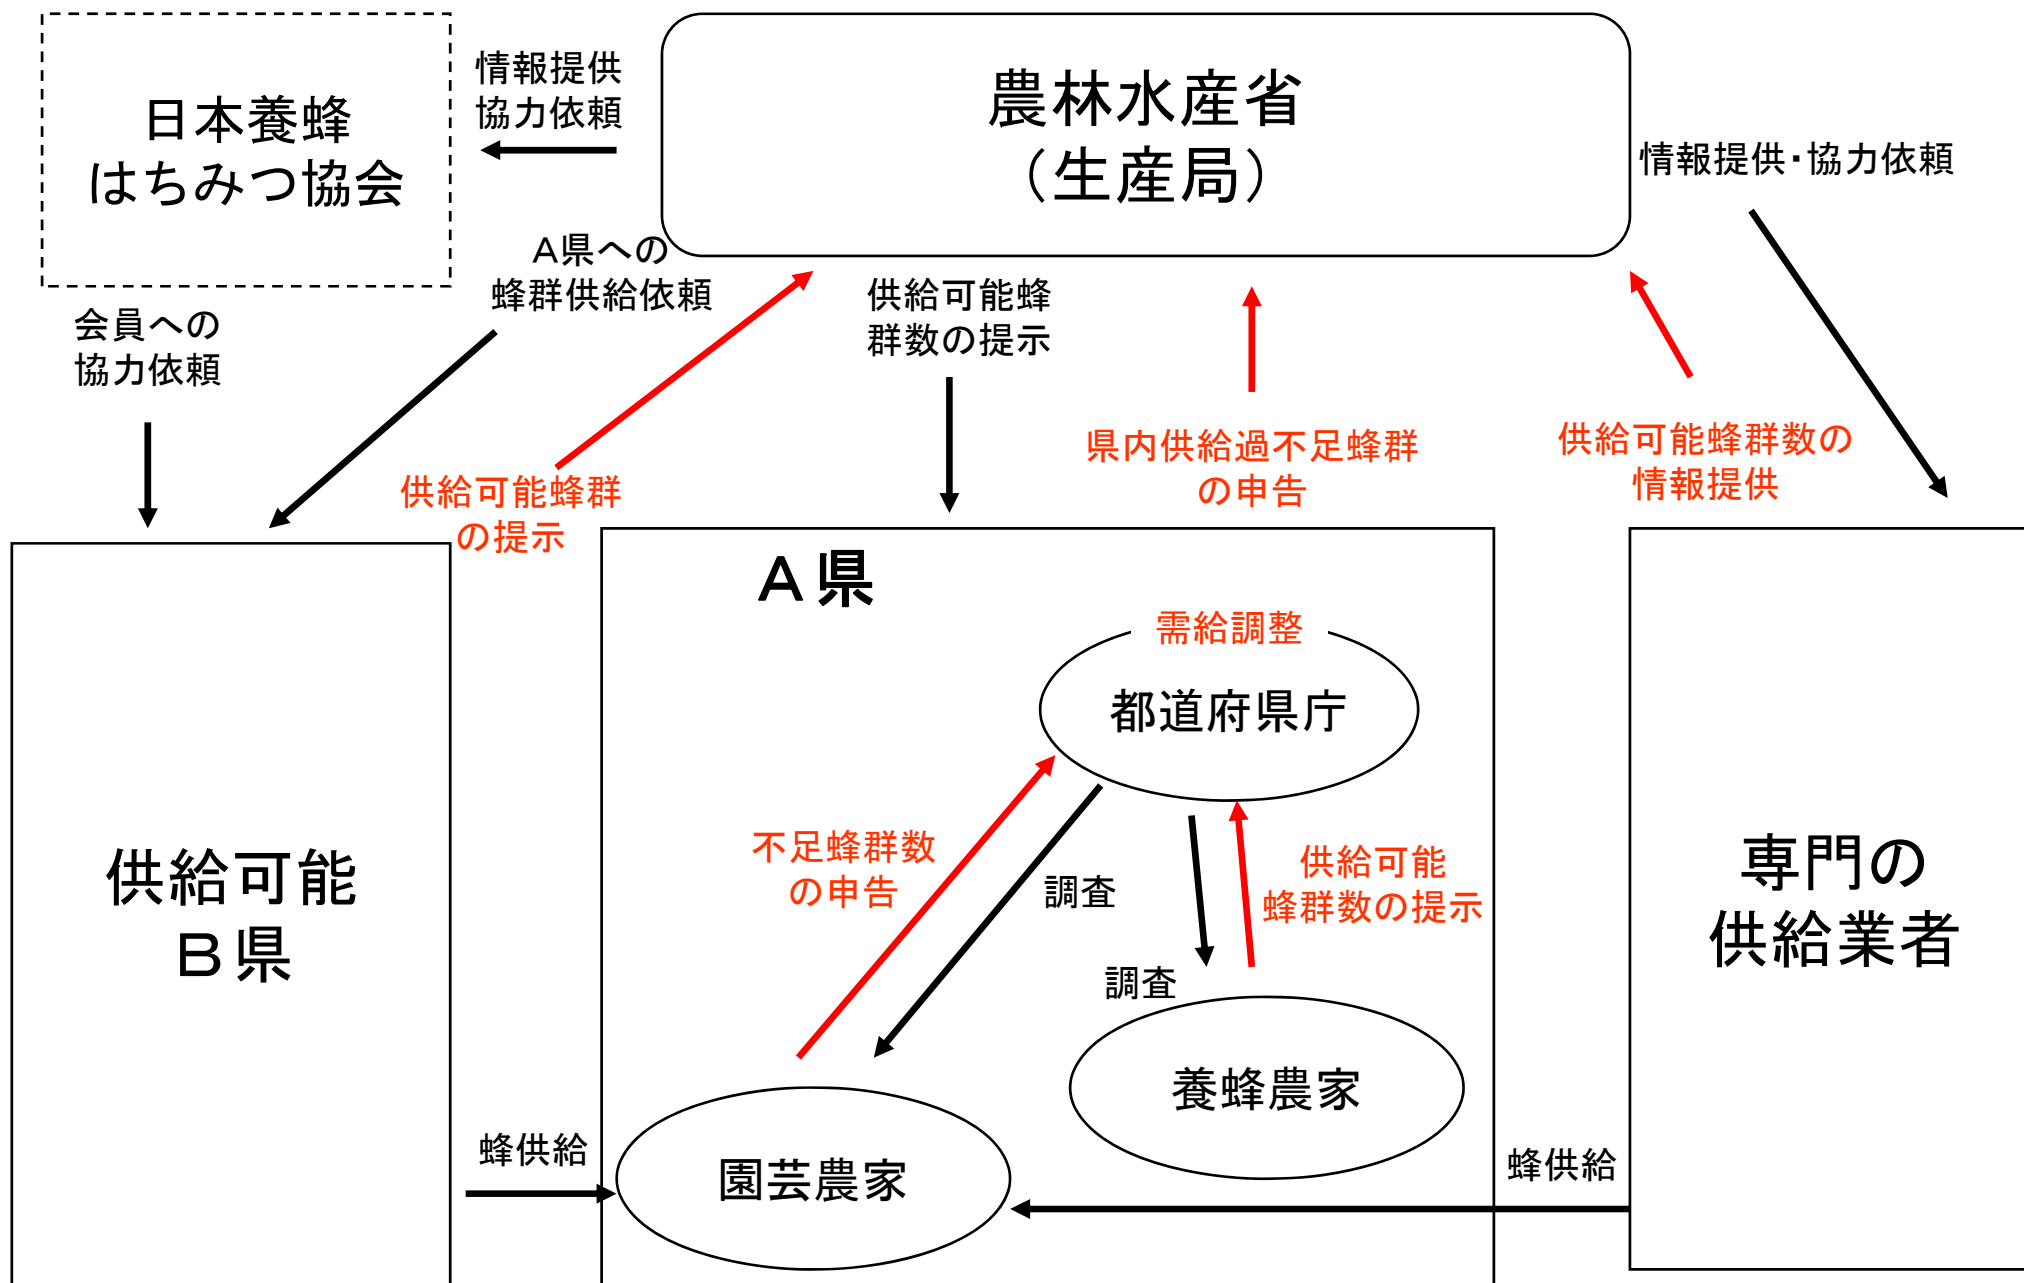 日本養蜂
はちみつ協会
情報提供
協力依頼
農林水産省
（生産局）
情報提供・協力依頼
A県への
蜂群供給依頼
会員への
協力依頼
供給可能蜂
群数の提示
供給可能蜂群
の提示
県内供給過不足蜂群
の申告
供給可能蜂群数の
情報提供
A県
需給調整
都道府県庁
不足蜂群数
の申告
調査
供給可能
蜂群数の提示
調査
養蜂農家
園芸農家
供給可能
B県
専門の
供給業者
蜂供給
蜂供給